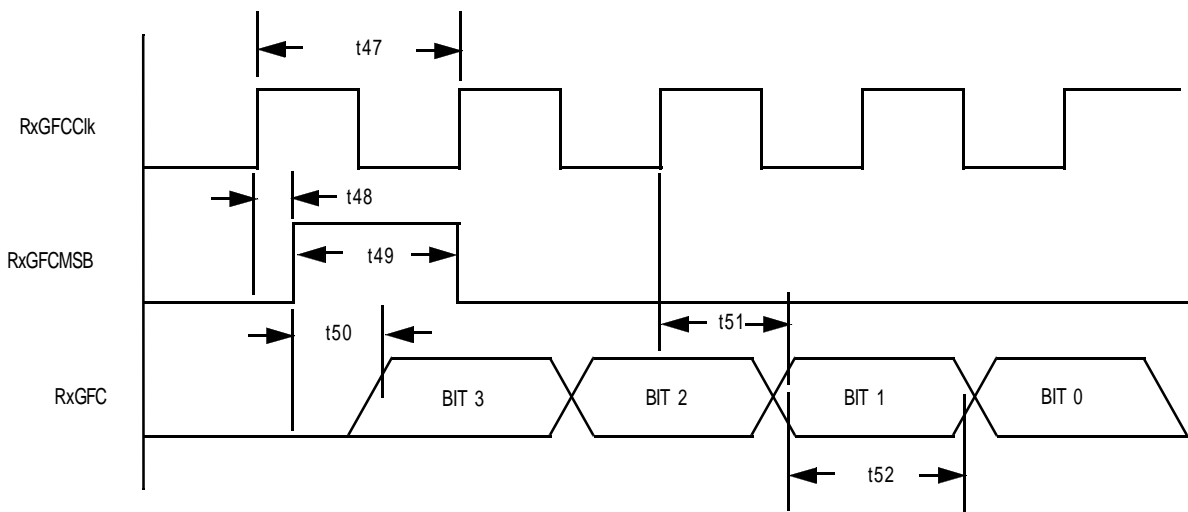 t47
RxGFCClk
t48
RxGFCMSB
t49
t50
t51
RxGFC
BIT 3
BIT 2
BIT 1
BIT 0
t52